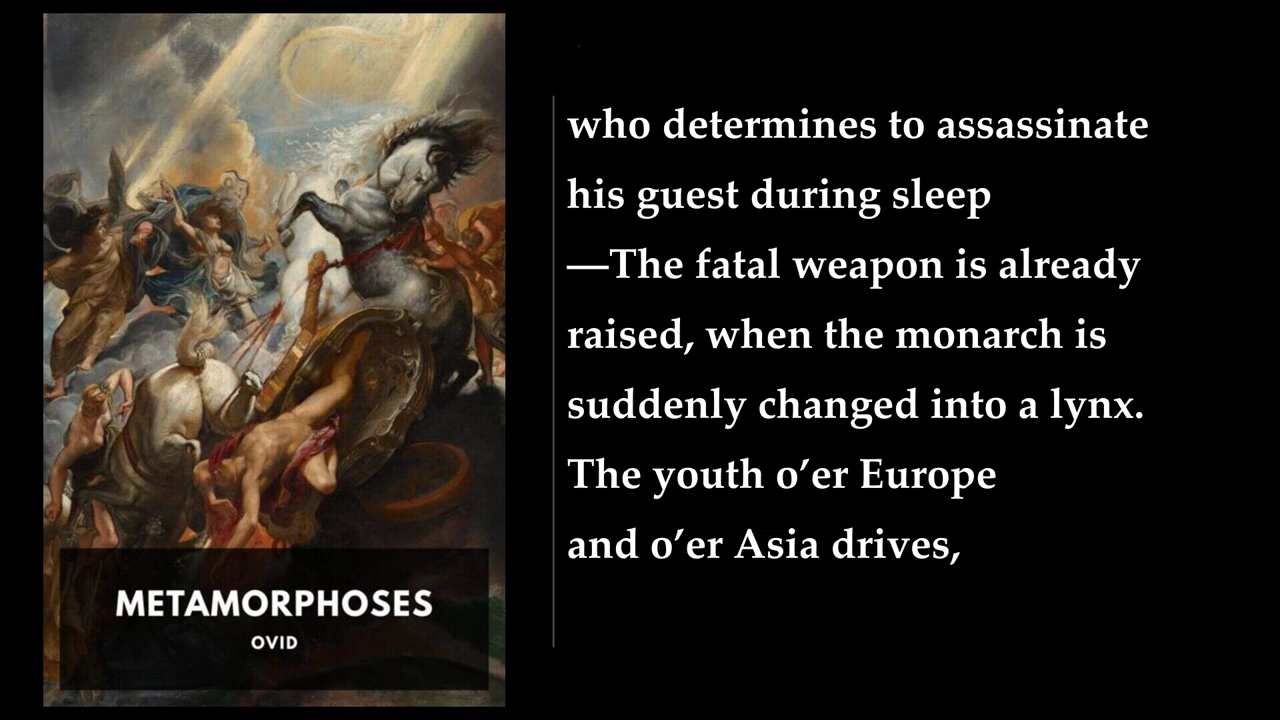 METAMORPHOSES
OVID
who determines to assassinate
his guest during sleep
—The fatal weapon is already
raised, when the monarch is
suddenly changed into a lynx.
The youth o’er Europe
and o’er Asia drives,